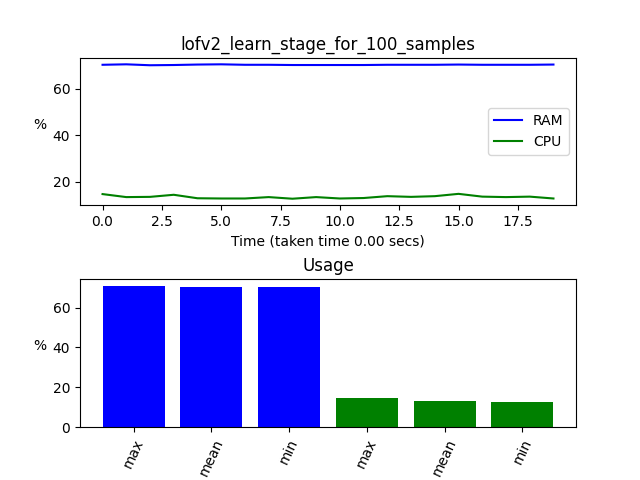 lofv2_learn_stage_for_100_samples
%
60
40
20
RAM
CPU
0.0 2.5 5.0 7.5 10.0 12.5 15.0 17.5
Time (taken time 0.00 secs)
Usage
%
60
40
20
0
max mean min max mean min